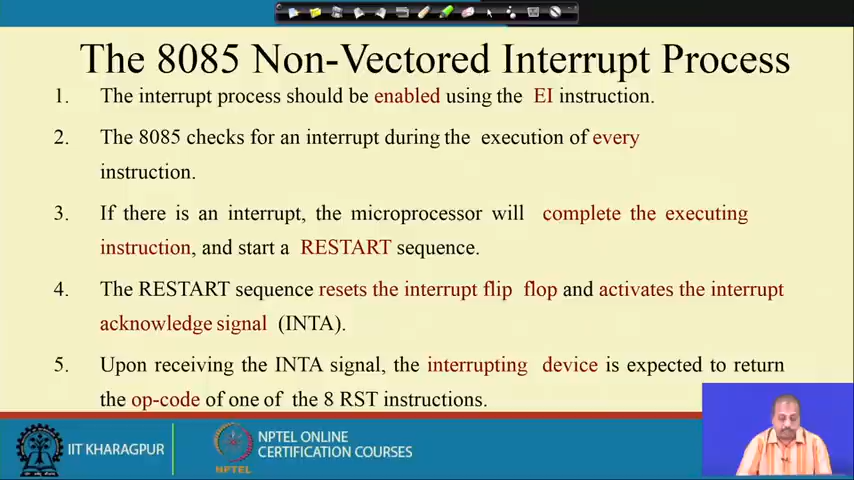 The 8085 Non-Vectored Interrupt Process
1. The interrupt process should be enabled using the EI instruction.
2. The 8085 checks for an interrupt during the execution of every
instruction.
3. If there is an interrupt, the microprocessor will complete the executing
instruction, and start a RESTART sequence.
4. The RESTART sequence resets the interrupt flip flop and activates the interrupt
acknowledge signal (INTA).
5. Upon receiving the INTA signal, the interrupting device is expected to return
the op-code of one of the 8 RST instructions.
IIT KHARAGPUR
NPTEL
NPTEL ONLINE
CERTIFICATION COURSES